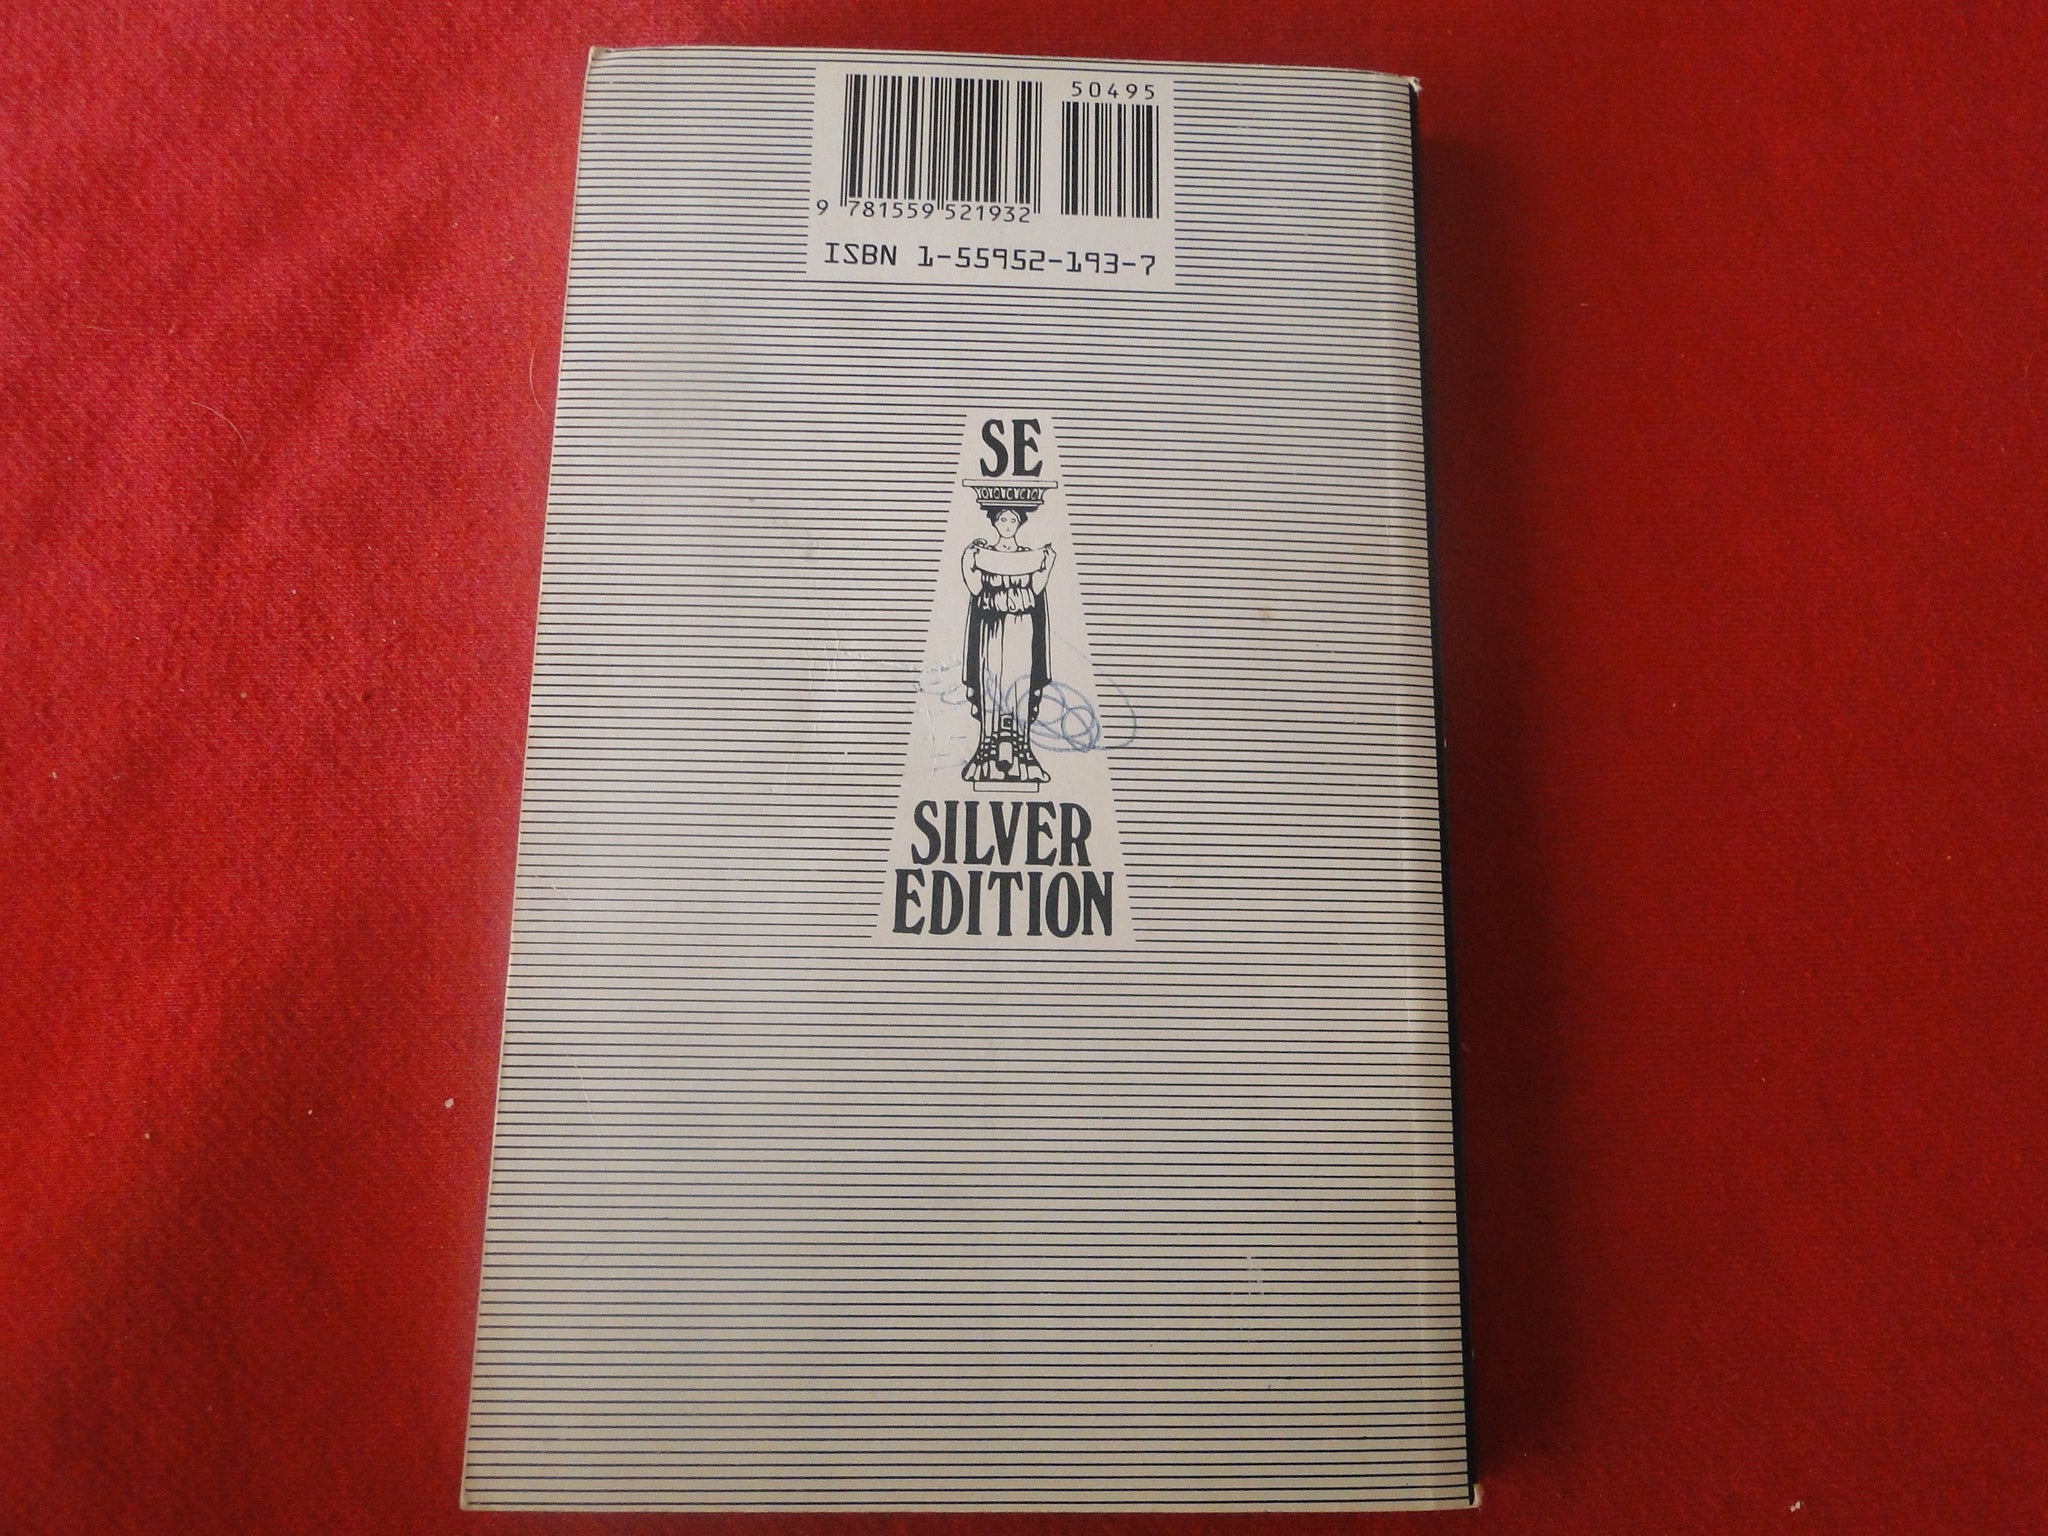 50495
9 781559 521932
ISBN 1-55952-193-7
SE
SILVER
EDITION